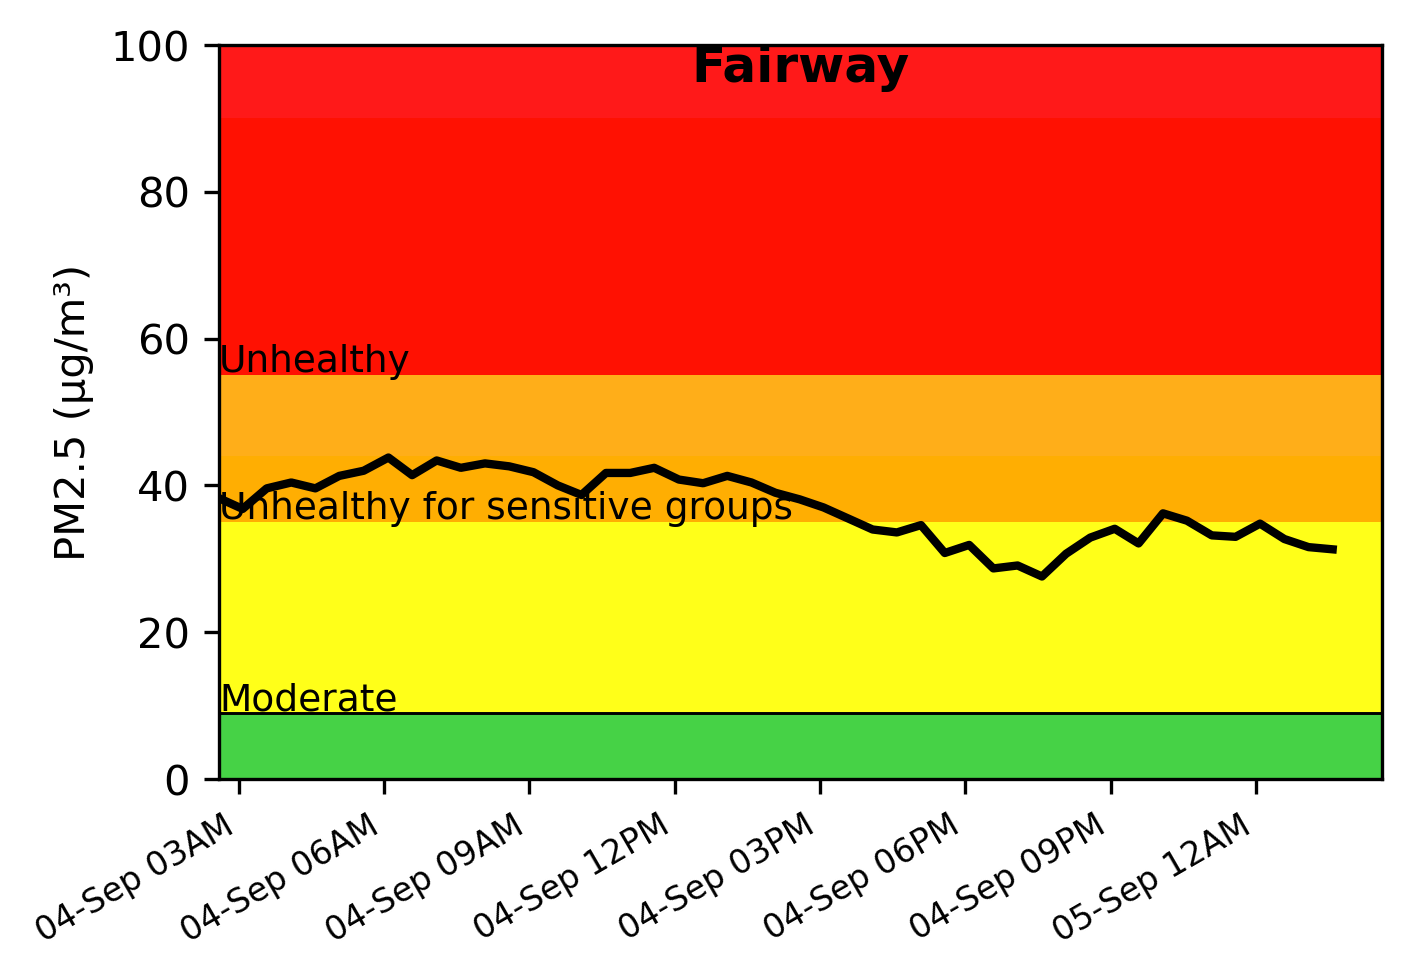 Fairway
100
80
60
40
20
0
PM2.5 (µg/m³)
Unhealthy
Unhealthy for sensitive groups
Moderate
04-Sep 03AM
04-Sep 06AM
04-Sep 09AM
04-Sep 12PM
04-Sep 03PM
04-Sep 06PM
04-Sep 09PM
05-Sep 12AM